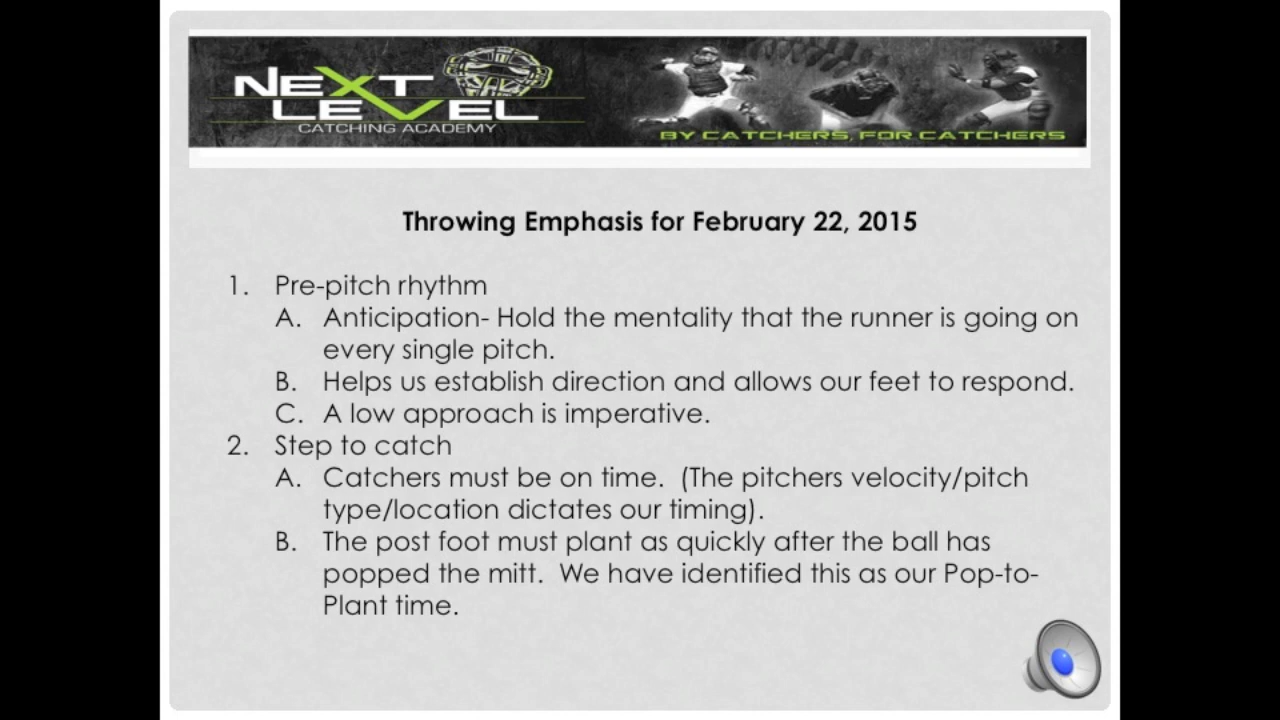 NEXT
LEVEL
CATCHING ACADEMY
BY CATCHERS, FOR CATCHERS
Throwing Emphasis for February 22, 2015
1. Pre-pitch rhythm
A. Anticipation- Hold the mentality that the runner is going on
every single pitch.
B. Helps us establish direction and allows our feet to respond.
C. A low approach is imperative.
2. Step to catch
A. Catchers must be on time. (The pitchers velocity/pitch
type/location dictates our timing).
B. The post foot must plant as quickly after the ball has
popped the mitt. We have identified this as our Pop-to-
Plant time.